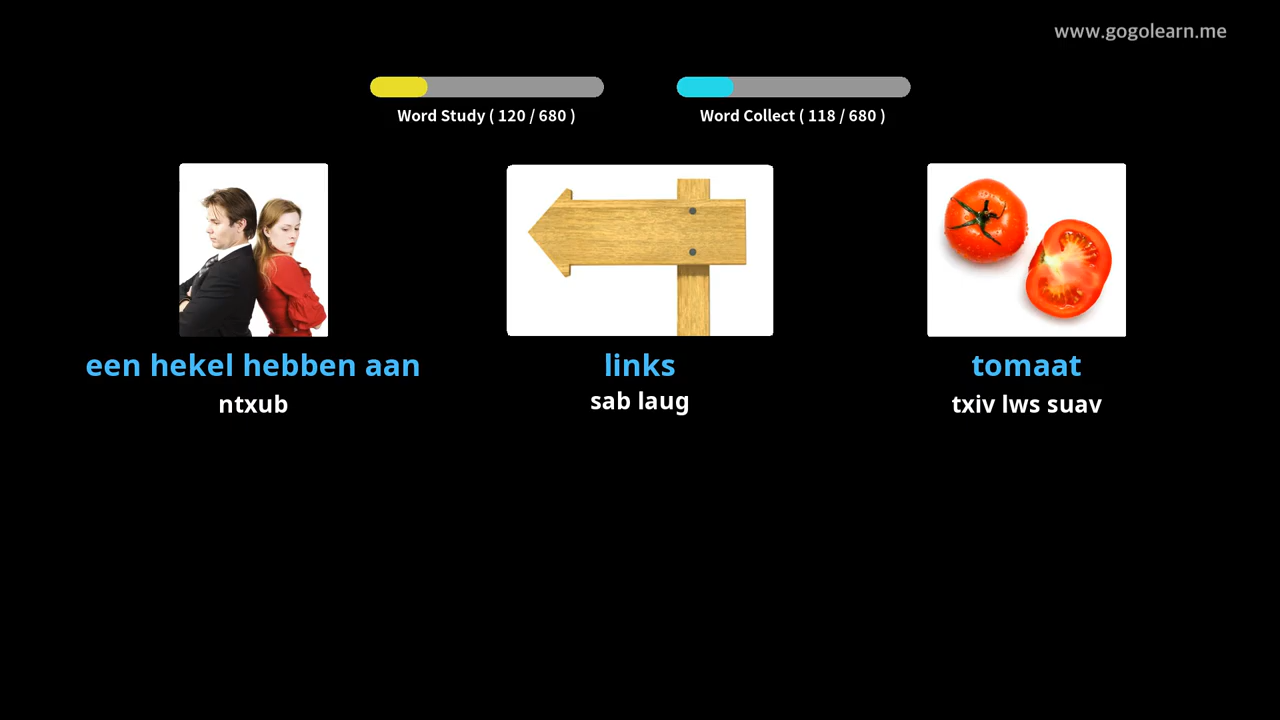 www.gogolearn.me
Word Study ( 120 / 680 )
Word Collect ( 118 / 680 )
een hekel hebben aan
ntxub
links
sab laug
tomaat
txiv lws suav